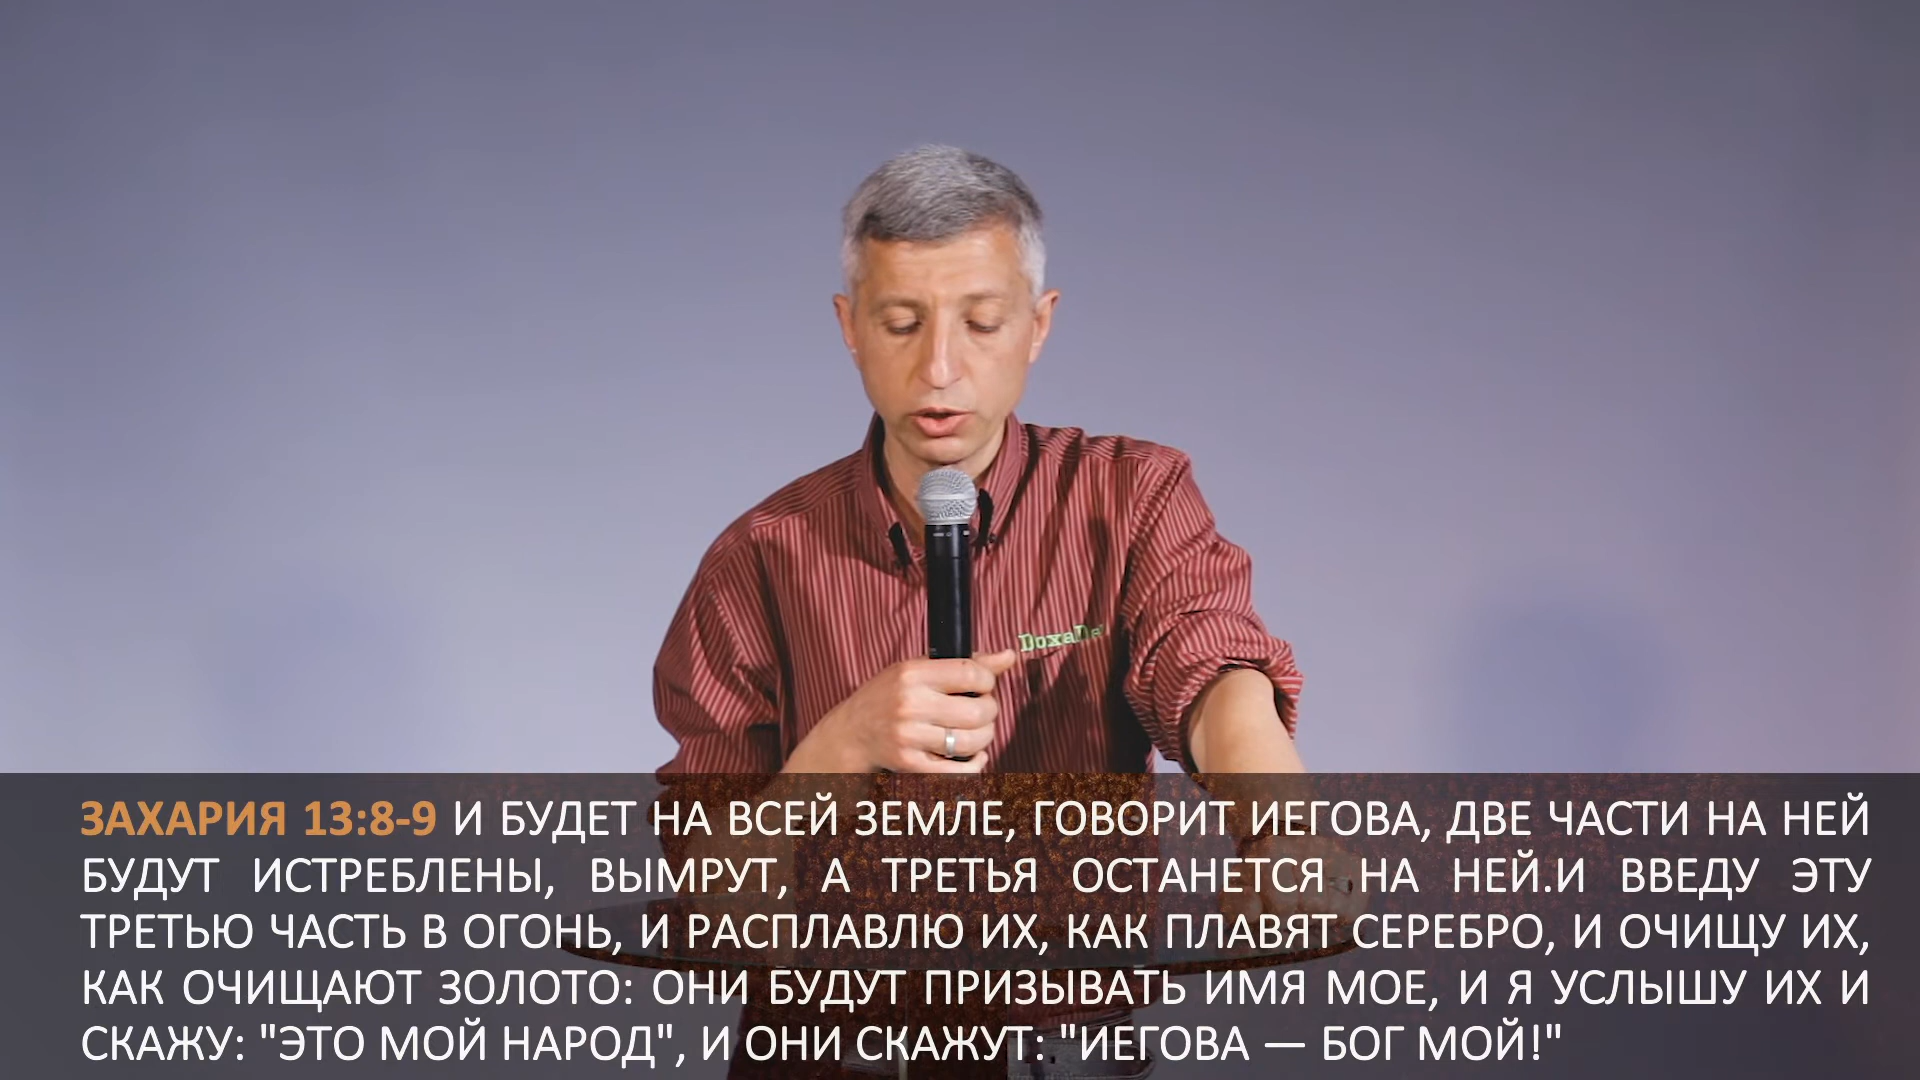 DoxaDe
ЗАХАРИЯ 13:8-9 И БУДЕТ НА ВСЕЙ ЗЕМЛЕ, ГОВОРИТ ИЕГОВА, ДВЕ ЧАСТИ НА НЕЙ
БУДУТ ИСТРЕБЛЕНЫ, ВЫМРУТ, А ТРЕТЬЯ ОСТАНЕТСЯ НА НЕЙ.И ВВЕДУ ЭТУ
ТРЕТЬЮ ЧАСТЬ В ОГОНЬ, И РАСПЛАВЛЮ ИХ, КАК ПЛАВЯТ СЕРЕБРО, И ОЧИЩУ ИХ,
КАК ОЧИЩАЮТ ЗОЛОТО: ОНИ БУДУТ ПРИЗЫВАТЬ ИМЯ МОЕ, И Я УСЛЫШУ ИХ И
СКАЖУ: "ЭТО МОЙ НАРОД", И ОНИ СКАЖУТ: "ИЕГОВА — БОГ МОЙ!"